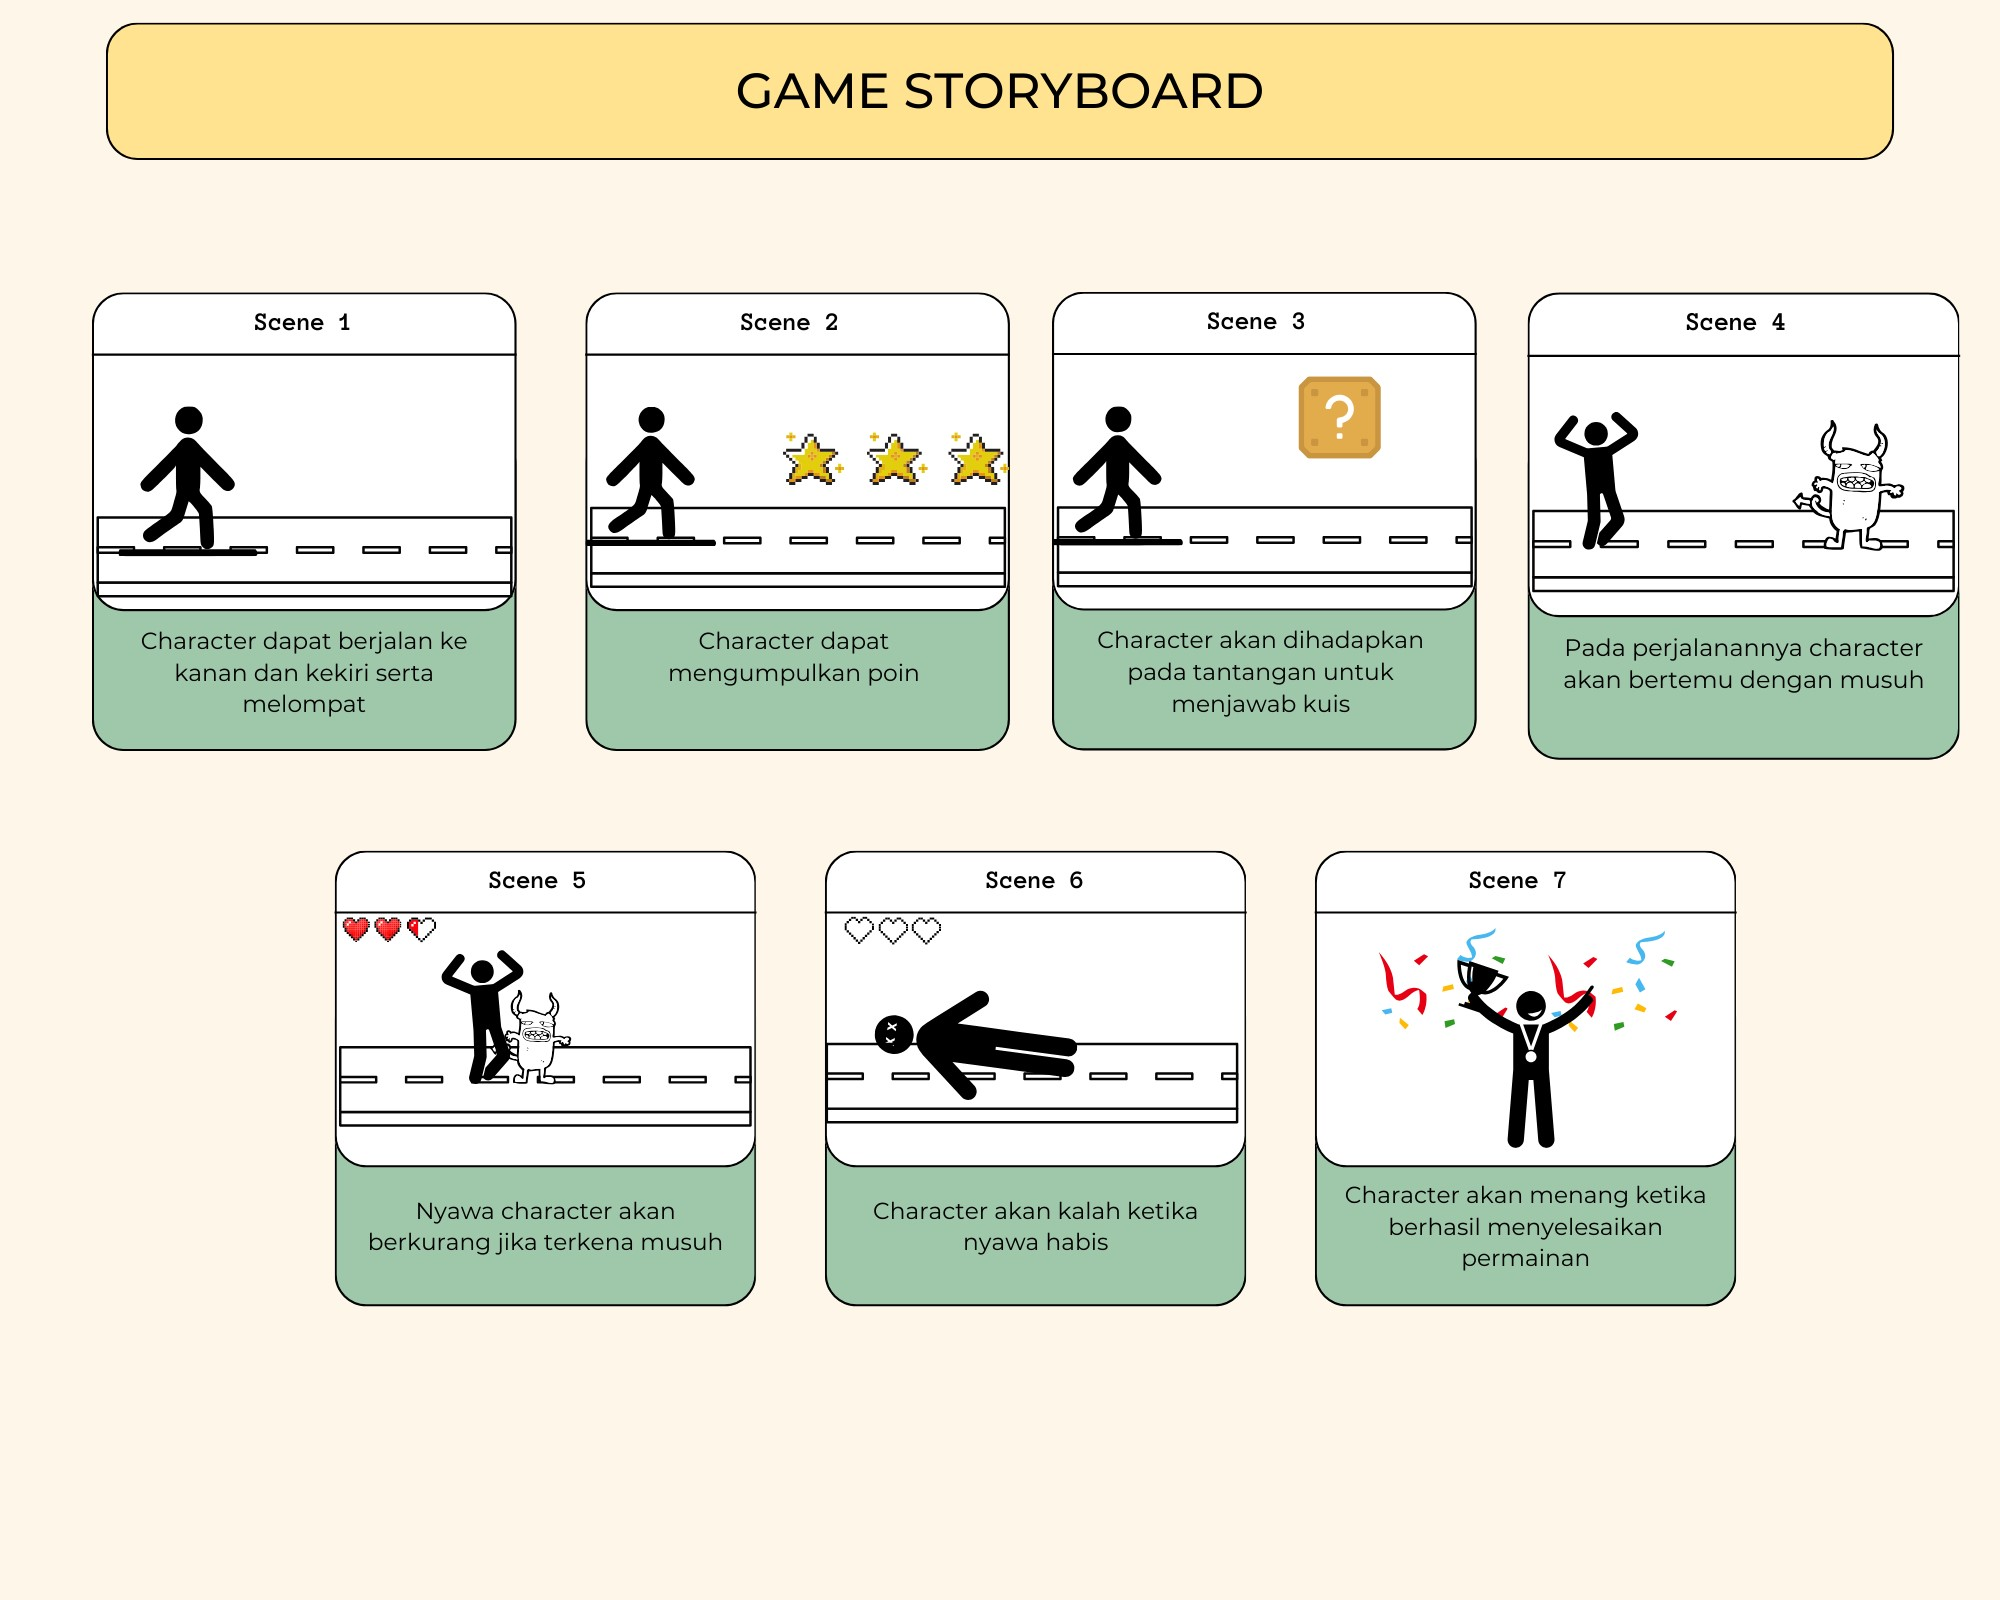 GAME STORYBOARD
Scene 1
Character dapat berjalan ke
kanan dan kekiri serta
melompat
Scene 2
Character dapat
mengumpulkan poin
Scene 3
?
Character akan dihadapkan
pada tantangan untuk
menjawab kuis
Scene 4
Pada perjalanannya character
akan bertemu dengan musuh
Scene 5
Nyawa character akan
berkurang jika terkena musuh
Scene 6
Character akan kalah ketika
nyawa habis
Scene 7
Character akan menang ketika
berhasil menyelesaikan
permainan